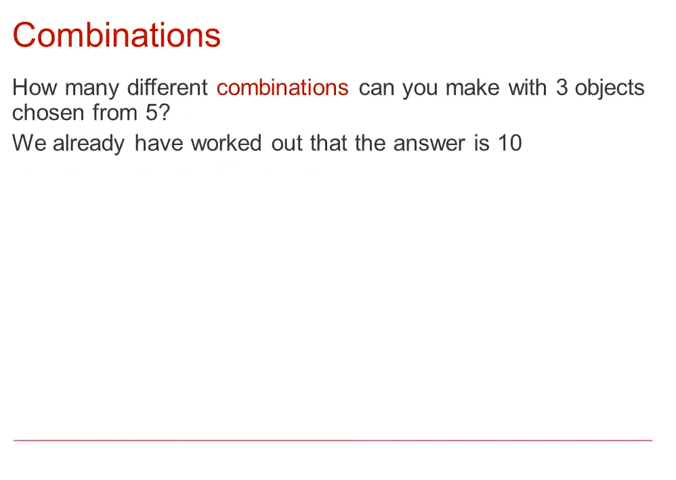 Combinations
How many different combinations can you make with 3 objects
chosen from 5?
We already have worked out that the answer is 10